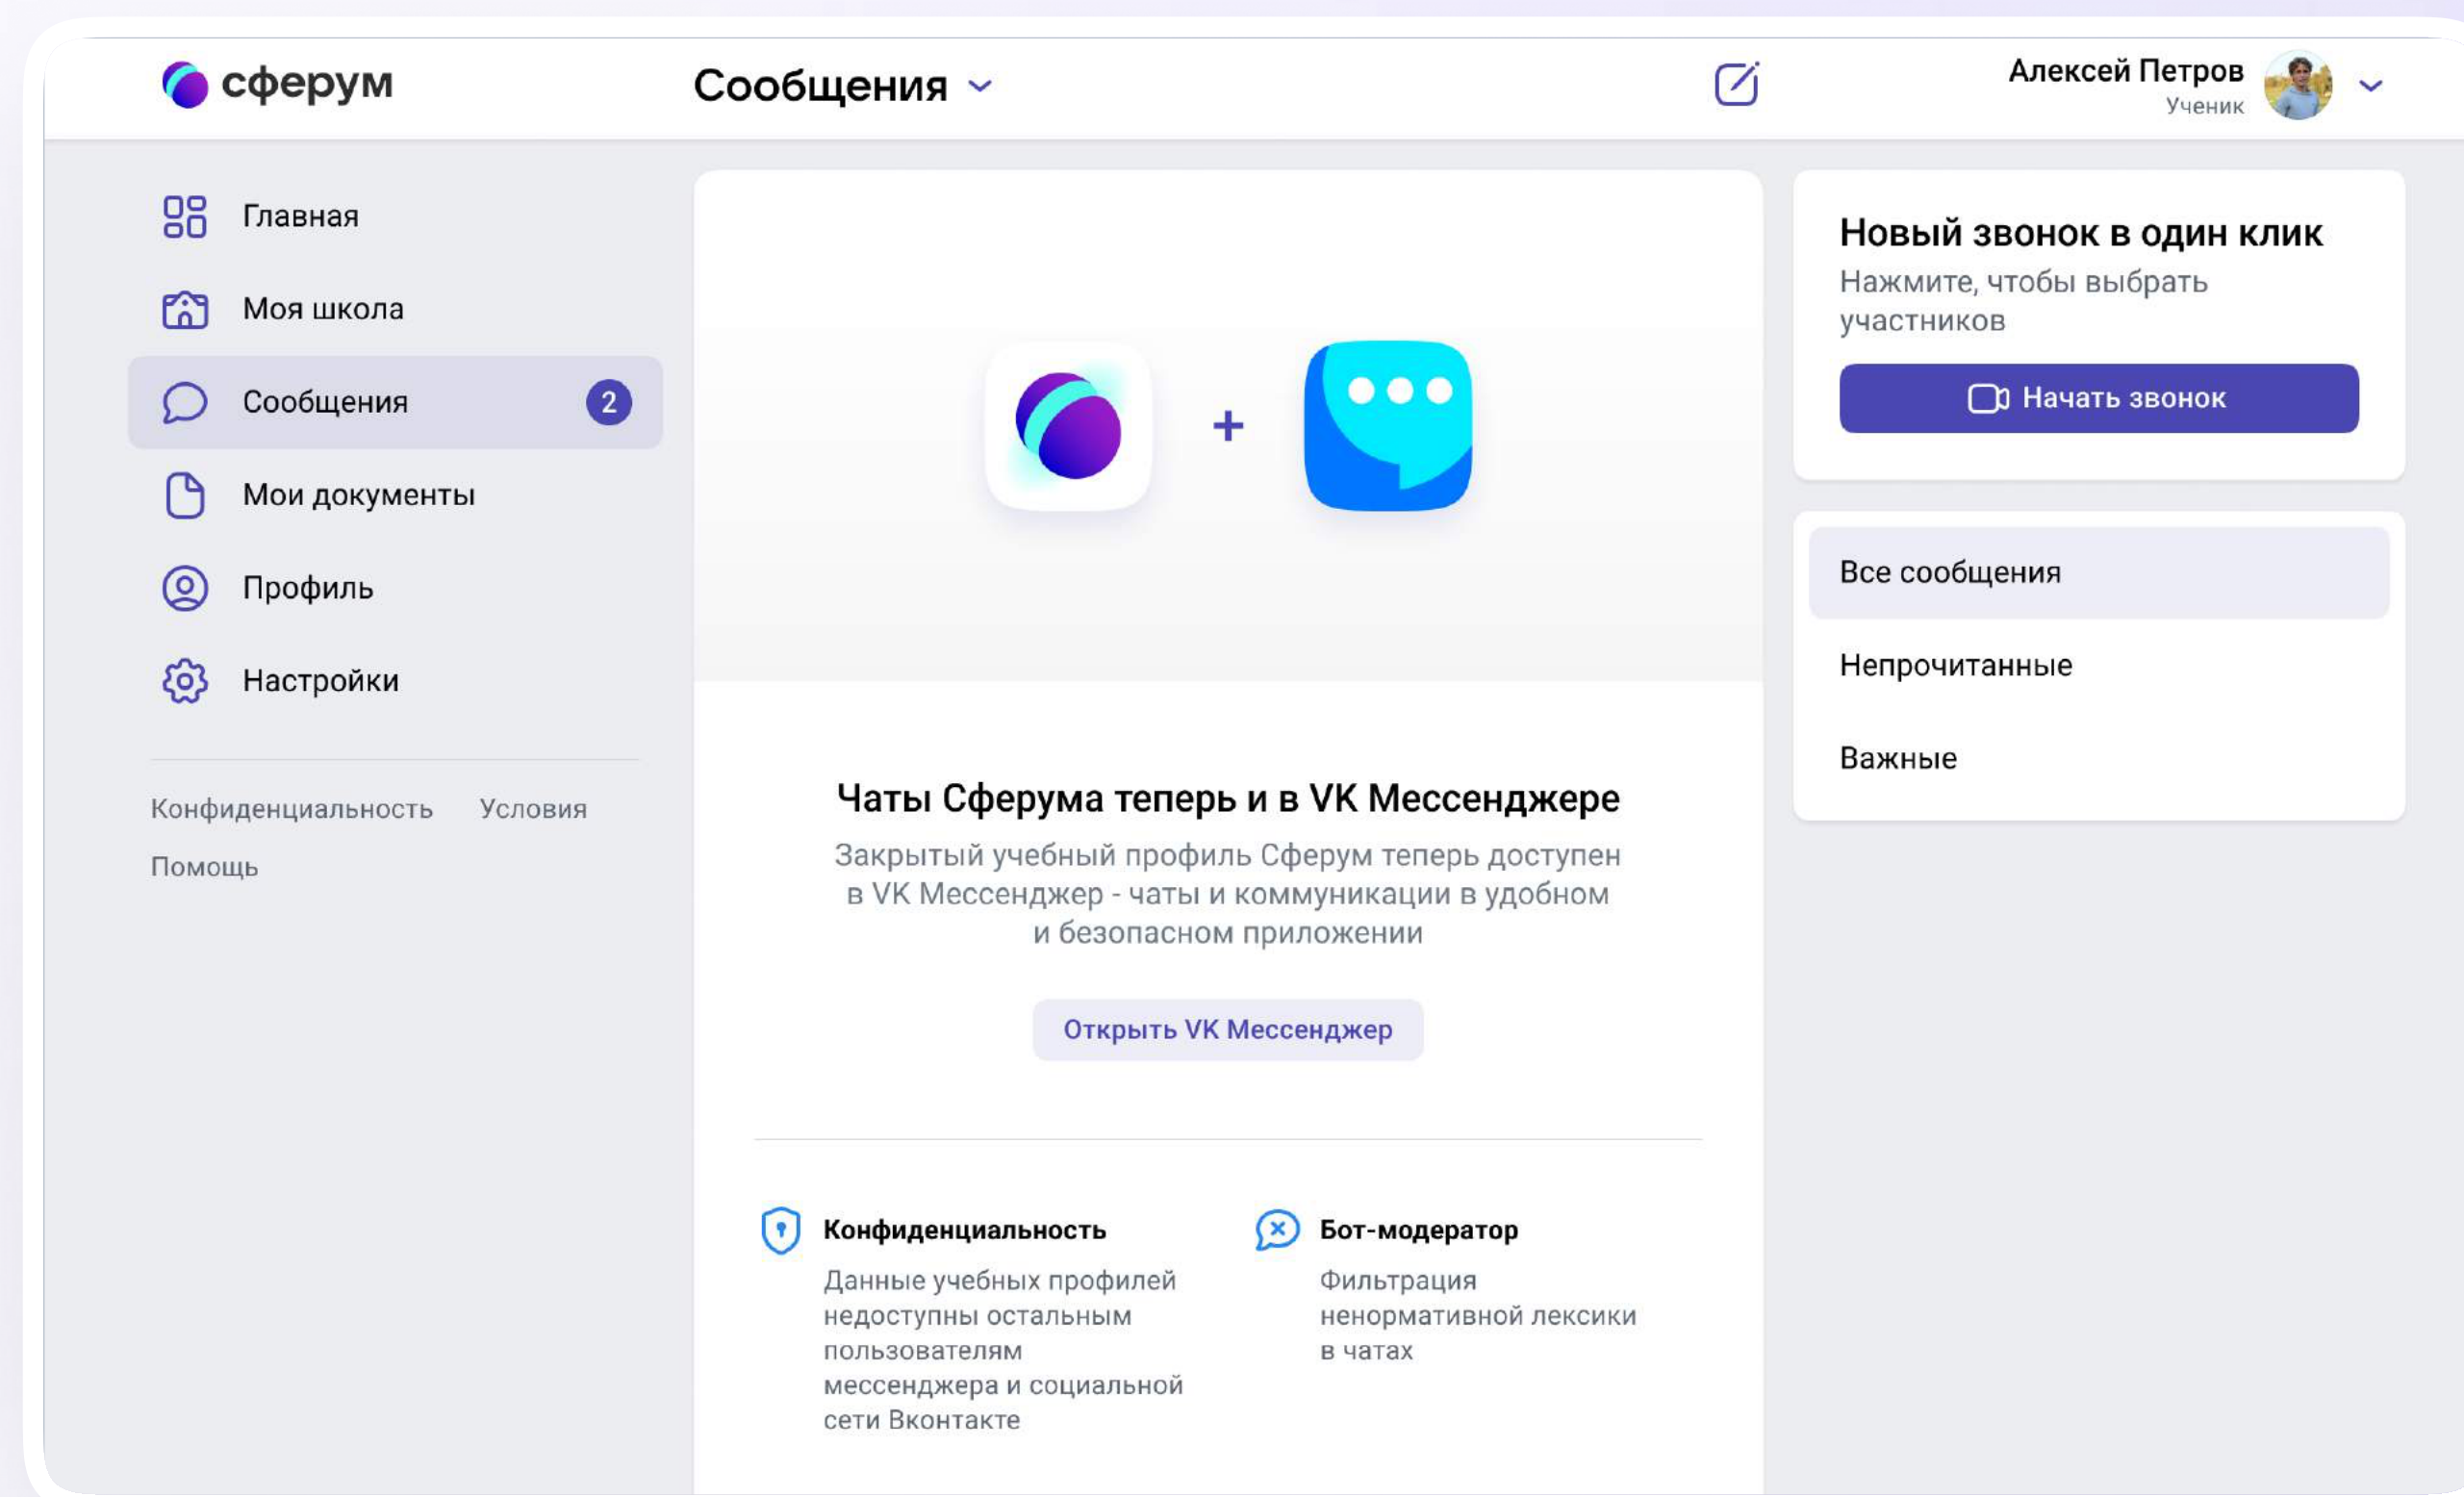 сферум
Сообщения
Алексей Петров
Ученик
Главная
Моя школа
Сообщения 2
Мои документы
Профиль
Настройки
Конфиденциальность Условия
Помощь
Чаты Сферума теперь и в VK Мессенджере
Закрытый учебный профиль Сферум теперь доступен
в VK Мессенджер - чаты и коммуникации в удобном
и безопасном приложении
Открыть VK Мессенджер
Конфиденциальность
Данные учебных профилей
недоступны остальным
пользователям
мессенджера и социальной
сети Вконтакте
Бот-модератор
Фильтрация
ненормативной лексики
в чатах
Новый звонок в один клик
Нажмите, чтобы выбрать
участников
Начать звонок
Все сообщения
Непрочитанные
Важные